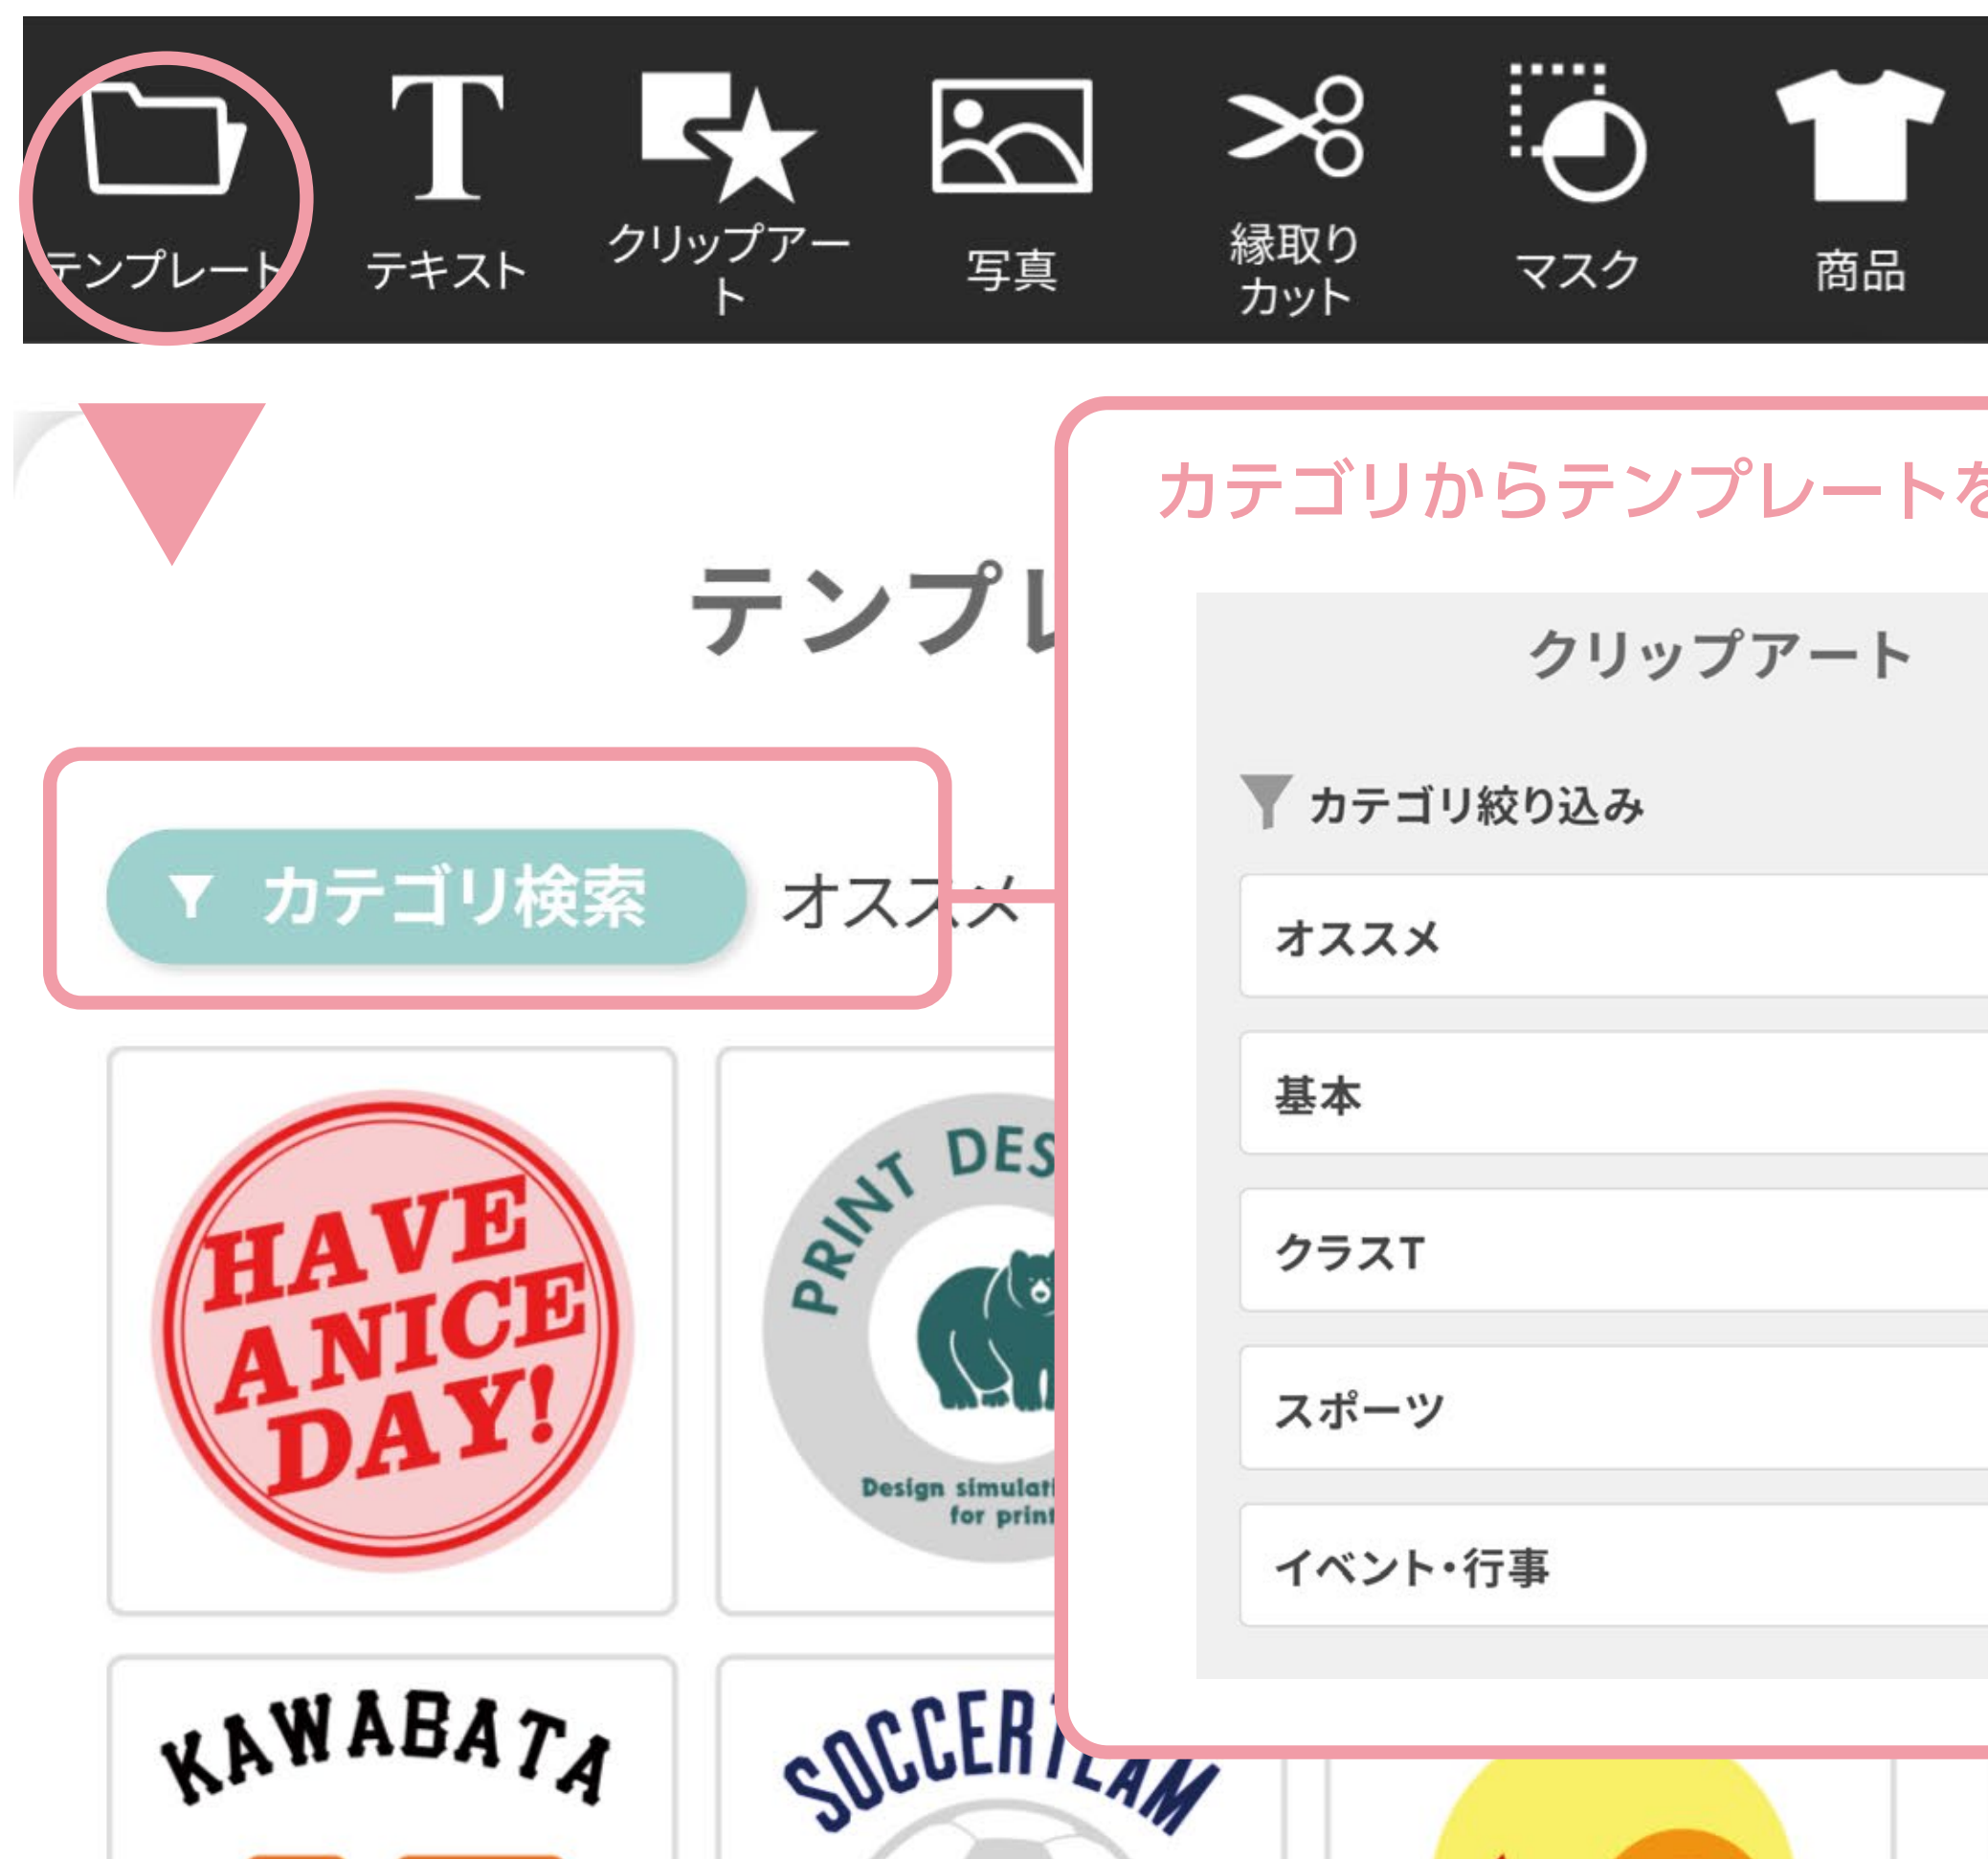 テンプレート
テキスト
クリップアー
ト
写真
縁取り
カット
マスク
商品
カテゴリからテンプレートを
テンプレ
クリップアート
カテゴリ絞り込み
カテゴリ検索
オススメ
オススメ
基本
クラスT
スポーツ
イベント・行事
HAVE
A NICE
DAY!
PRINT DES
Design simulati
for print
KAWABATA
SOCCER TEAM